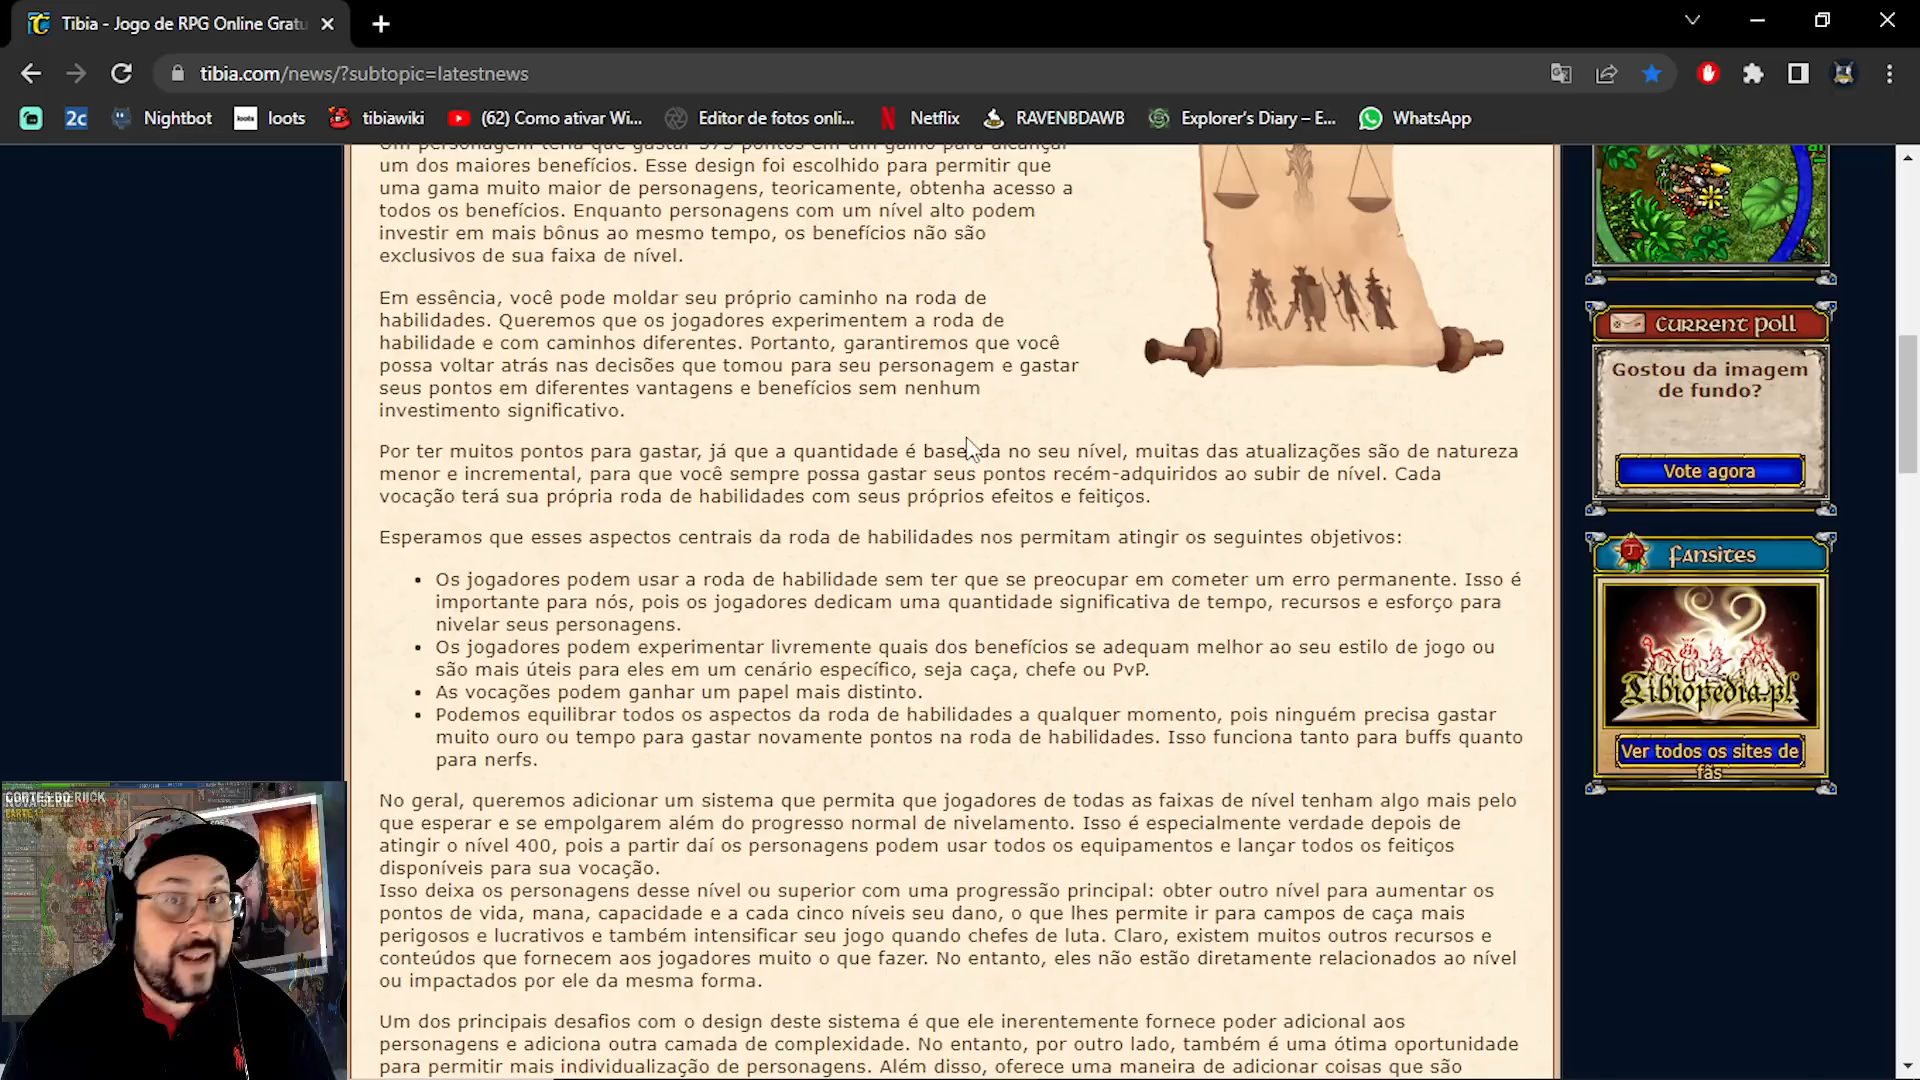 Tibia - Jogo de RPG Online Gratu
tibia.com/news/?subtopic=latestnews
2c
Nightbot
loots
loots
tibiawiki
(62) Como ativar Wi...
Editor de fotos onli...
Netflix
RAVENBDAWB
Explorer's Diary – E...
WhatsApp
Um personagem teria que gastar 575 pontos em um galho para alcançar
um dos maiores benefícios. Esse design foi escolhido para permitir que
uma gama muito maior de personagens, teoricamente, obtenha acesso a
todos os benefícios. Enquanto personagens com um nível alto podem
investir em mais bônus ao mesmo tempo, os benefícios não são
exclusivos de sua faixa de nível.
Em essência, você pode moldar seu próprio caminho na roda de
habilidades. Queremos que os jogadores experimentem a roda de
habilidade e com caminhos diferentes. Portanto, garantiremos que você
possa voltar atrás nas decisões que tomou para seu personagem e gastar
seus pontos em diferentes vantagens e benefícios sem nenhum
investimento significativo.
Por ter muitos pontos para gastar, já que a quantidade é baseada no seu nível, muitas das atualizações são de natureza
menor e incremental, para que você sempre possa gastar seus pontos recém-adquiridos ao subir de nível. Cada
vocação terá sua própria roda de habilidades com seus próprios efeitos e feitiços.
Esperamos que esses aspectos centrais da roda de habilidades nos permitam atingir os seguintes objetivos:
• Os jogadores podem usar a roda de habilidade sem ter que se preocupar em cometer um erro permanente. Isso é
importante para nós, pois os jogadores dedicam uma quantidade significativa de tempo, recursos e esforço para
nivelar seus personagens.
• Os jogadores podem experimentar livremente quais dos benefícios se adequam melhor ao seu estilo de jogo ou
são mais úteis para eles em um cenário específico, seja caça, chefe ou PvP.
• As vocações podem ganhar um papel mais distinto.
• Podemos equilibrar todos os aspectos da roda de habilidades a qualquer momento, pois ninguém precisa gastar
muito ouro ou tempo para gastar novamente pontos na roda de habilidades. Isso funciona tanto para buffs quanto
para nerfs.
No geral, queremos adicionar um sistema que permita que jogadores de todas as faixas de nível tenham algo mais pelo
que esperar e se empolgarem além do progresso normal de nivelamento. Isso é especialmente verdade depois de
atingir o nível 400, pois a partir daí os personagens podem usar todos os equipamentos e lançar todos os feitiços
disponíveis para sua vocação.
Isso deixa os personagens desse nível ou superior com uma progressão principal: obter outro nível para aumentar os
pontos de vida, mana, capacidade e a cada cinco níveis seu dano, o que lhes permite ir para campos de caça mais
perigosos e lucrativos e também intensificar seu jogo quando chefes de luta. Claro, existem muitos outros recursos e
conteúdos que fornecem aos jogadores muito o que fazer. No entanto, eles não estão diretamente relacionados ao nível
ou impactados por ele da mesma forma.
Um dos principais desafios com o design deste sistema é que ele inerentemente fornece poder adicional aos
personagens e adiciona outra camada de complexidade. No entanto, por outro lado, também é uma ótima oportunidade
para permitir mais individualização de personagens. Além disso, oferece uma maneira de adicionar coisas que são
Current Poll
Gostou da imagem
de fundo?
Vote agora
Fansites
Tibiopedia.pl
Ver todos os sites de
fãs
CORTES DO RIICK
NOVA SERIE